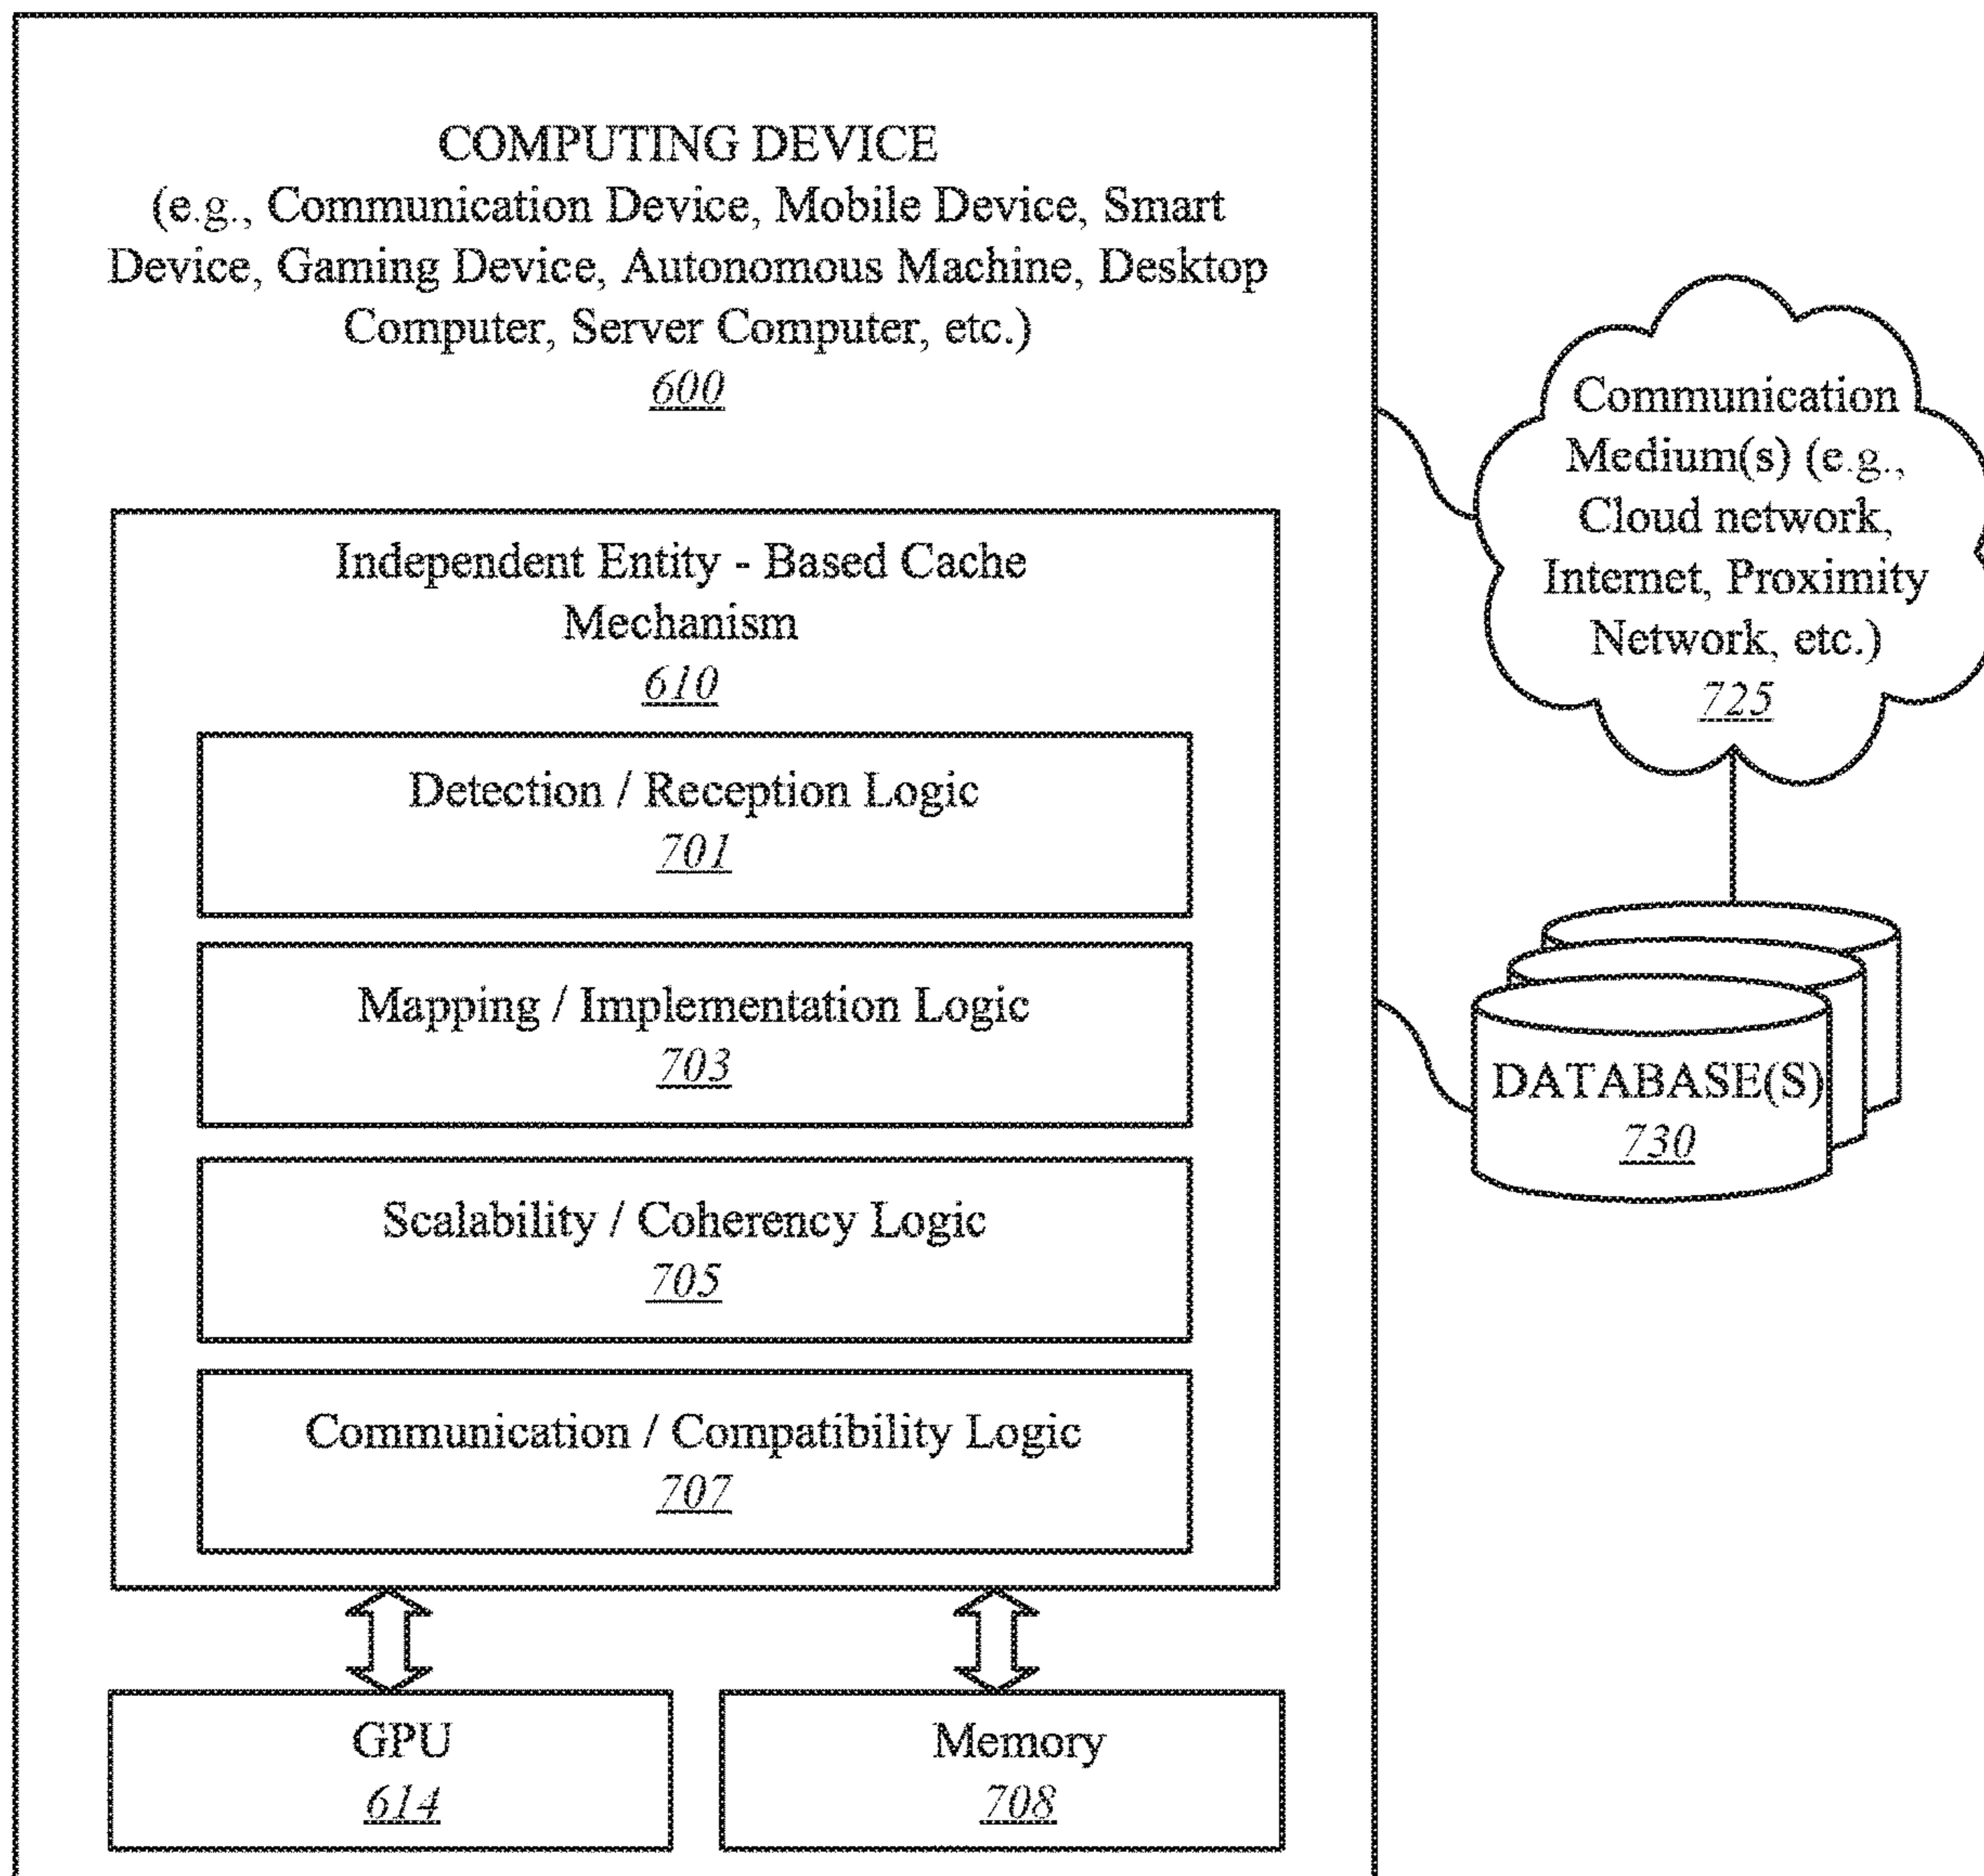 COMPUTING DEVICE
(e.g., Communication Device, Mobile Device, Smart
Device, Gaming Device, Autonomous Machine, Desktop
Computer, Server Computer, etc.)
600
Independent Entity - Based Cache
Mechanism
610
Detection / Reception Logic
701
Mapping / Implementation Logic
703
Scalability / Coherency Logic
705
Communication / Compatibility Logic
707
GPU
614
Memory
708
Communication
Medium(s) (e.g.,
Cloud network,
Internet, Proximity
Network, etc.)
725
DATABASE(S)
730